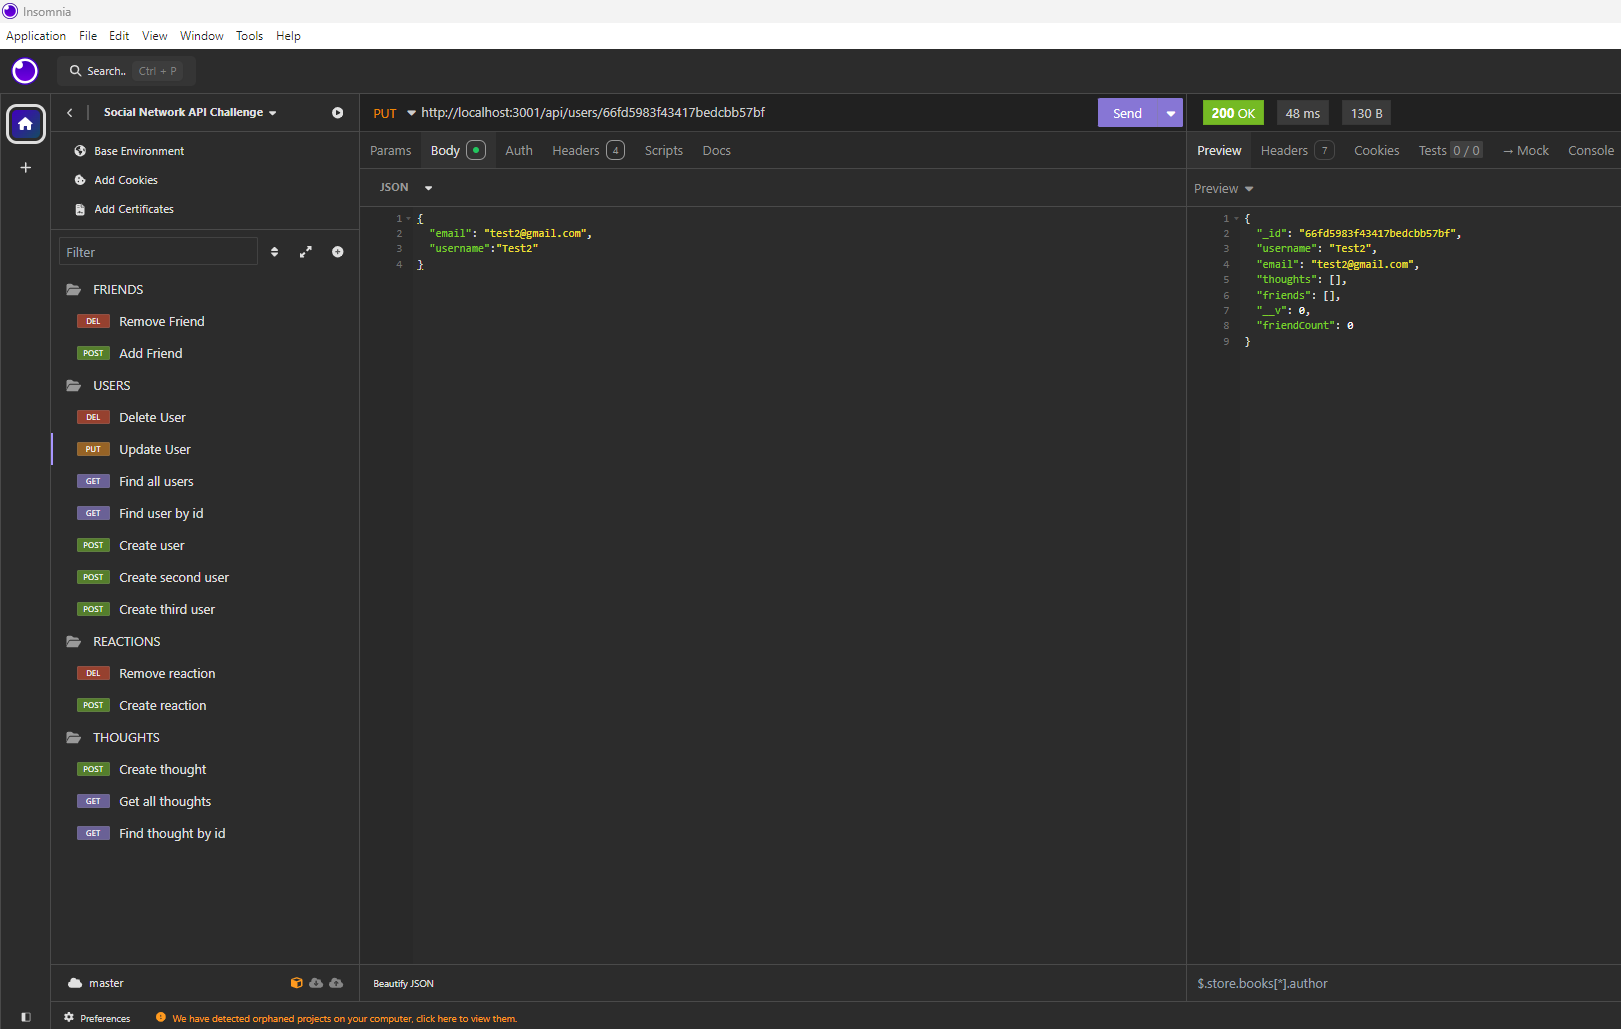 Insomnia
Application File Edit View Window Tools Help
Search.. Ctrl + P
Social Network API Challenge
Base Environment
Add Cookies
Add Certificates
Filter
FRIENDS
DEL Remove Friend
POST Add Friend
USERS
DEL Delete User
PUT Update User
GET Find all users
GET Find user by id
POST Create user
POST Create second user
POST Create third user
REACTIONS
DEL Remove reaction
POST Create reaction
THOUGHTS
POST Create thought
GET Get all thoughts
GET Find thought by id
master
PUT http://localhost:3001/api/users/66fd5983f43417bedcbb57bf Send
Params Body Auth Headers 4 Scripts Docs
JSON
1 {
2 "email": "test2@gmail.com",
3 "username":"Test2"
4 }
Beautify JSON
200 OK 48 ms 130 B
Preview Headers 7 Cookies Tests 0 / 0 → Mock Console
Preview
1 {
2 "_id": "66fd5983f43417bedcbb57bf",
3 "username": "Test2",
4 "email": "test2@gmail.com",
5 "thoughts": [],
6 "friends": [],
7 "__v": 0,
8 "friendCount": 0
9 }
$.store.books[*].author
Preferences We have detected orphaned projects on your computer, click here to view them.